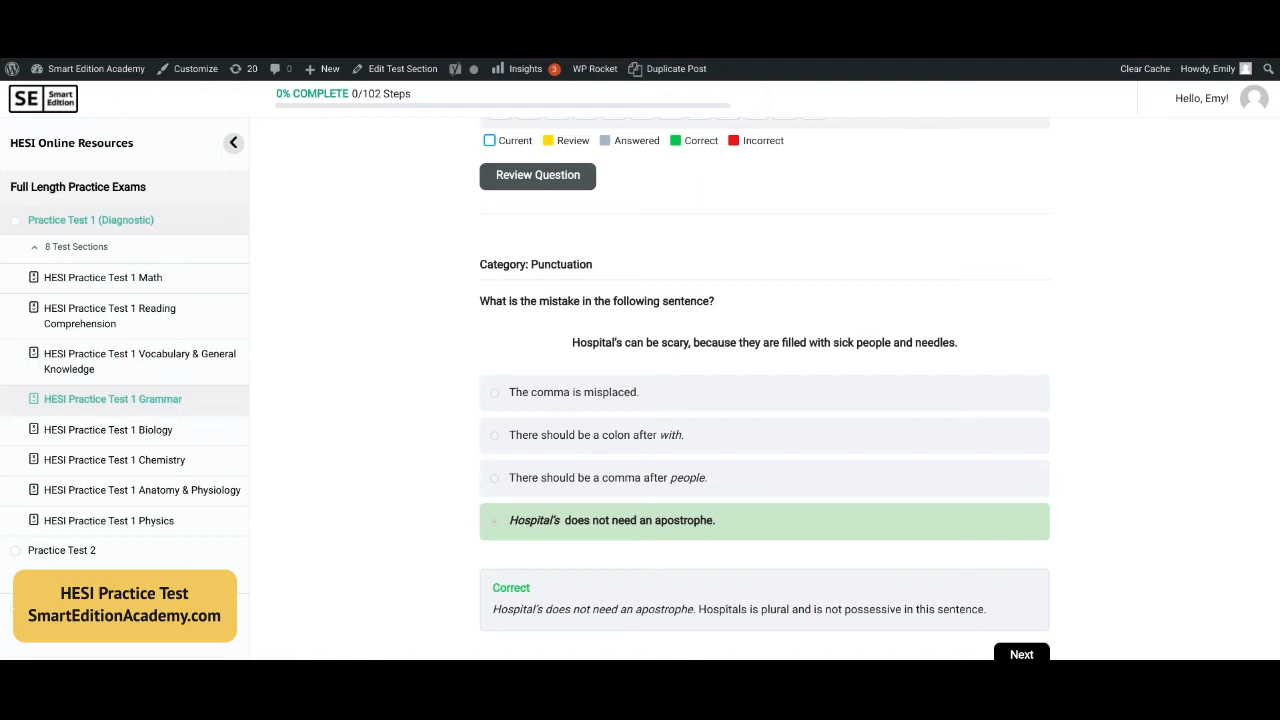 Smart Edition Academy Customize 20 0 New Edit Test Section Insights 3 WP Rocket Duplicate Post Clear Cache Howdy, Emily
SE Smart Edition
0% COMPLETE 0/102 Steps
Hello, Emy!
HESI Online Resources
Full Length Practice Exams
Practice Test 1 (Diagnostic)
8 Test Sections
HESI Practice Test 1 Math
HESI Practice Test 1 Reading
Comprehension
HESI Practice Test 1 Vocabulary & General
Knowledge
HESI Practice Test 1 Grammar
HESI Practice Test 1 Biology
HESI Practice Test 1 Chemistry
HESI Practice Test 1 Anatomy & Physiology
HESI Practice Test 1 Physics
Practice Test 2
HESI Practice Test
SmartEditionAcademy.com
Current Review Answered Correct Incorrect
Review Question
Category: Punctuation
What is the mistake in the following sentence?
Hospital's can be scary, because they are filled with sick people and needles.
The comma is misplaced.
There should be a colon after with.
There should be a comma after people.
Hospital's does not need an apostrophe.
Correct
Hospital's does not need an apostrophe. Hospitals is plural and is not possessive in this sentence.
Next